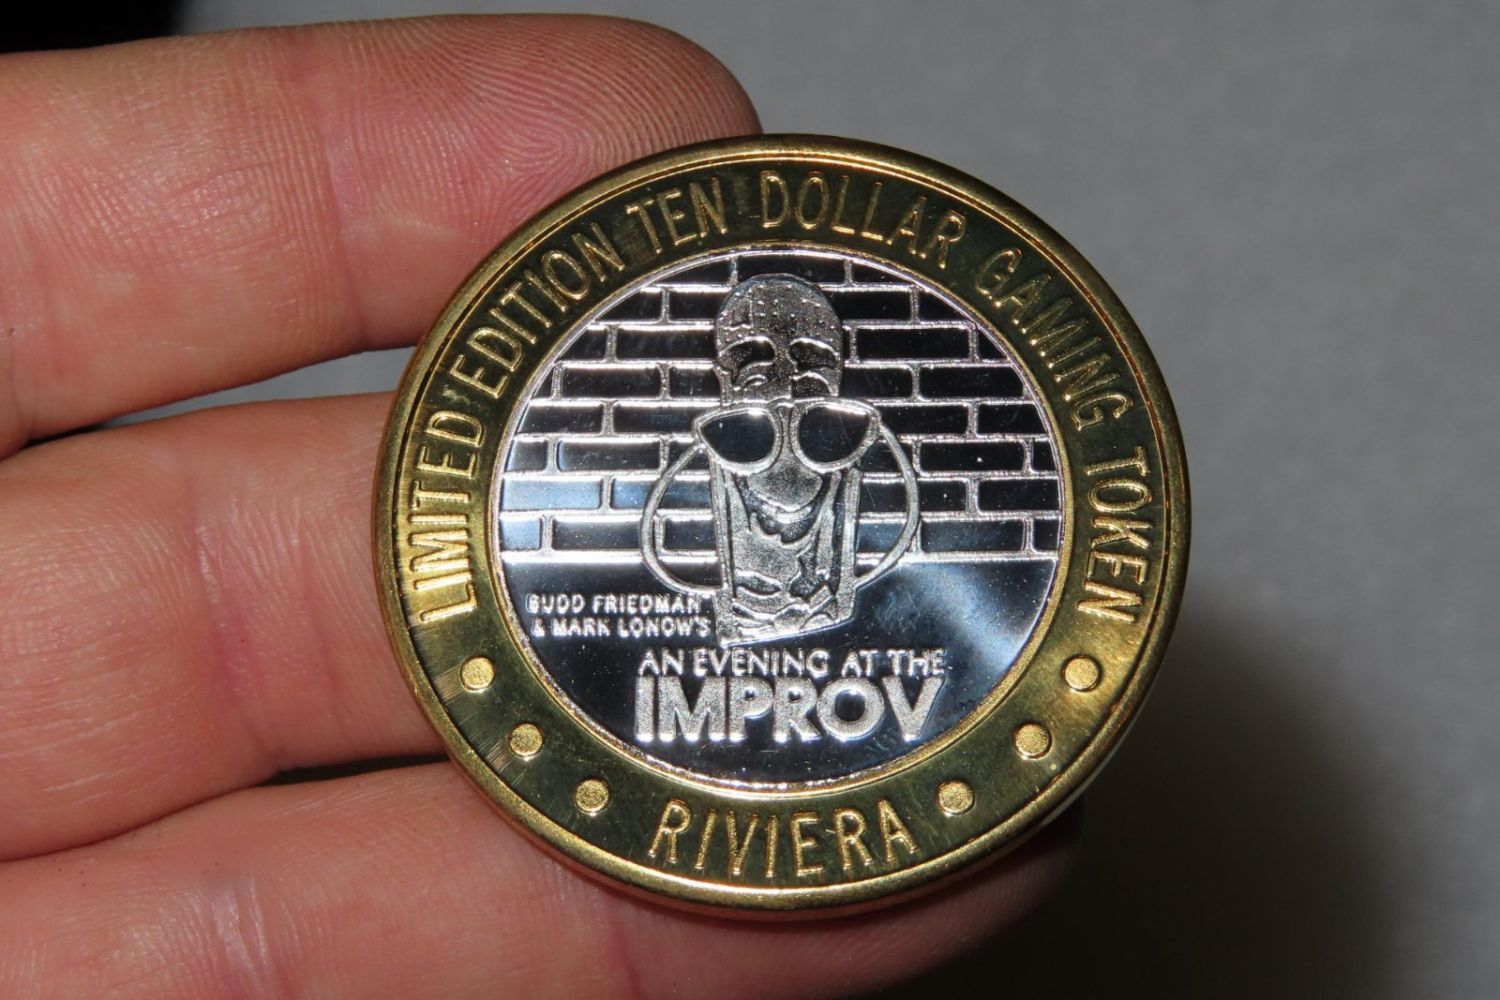 LIMITED EDITION TEN DOLLAR GAMING TOKEN
BUDD FRIEDMAN
& MARK LONOW'S
AN EVENING AT THE
IMPROV
RIVIERA